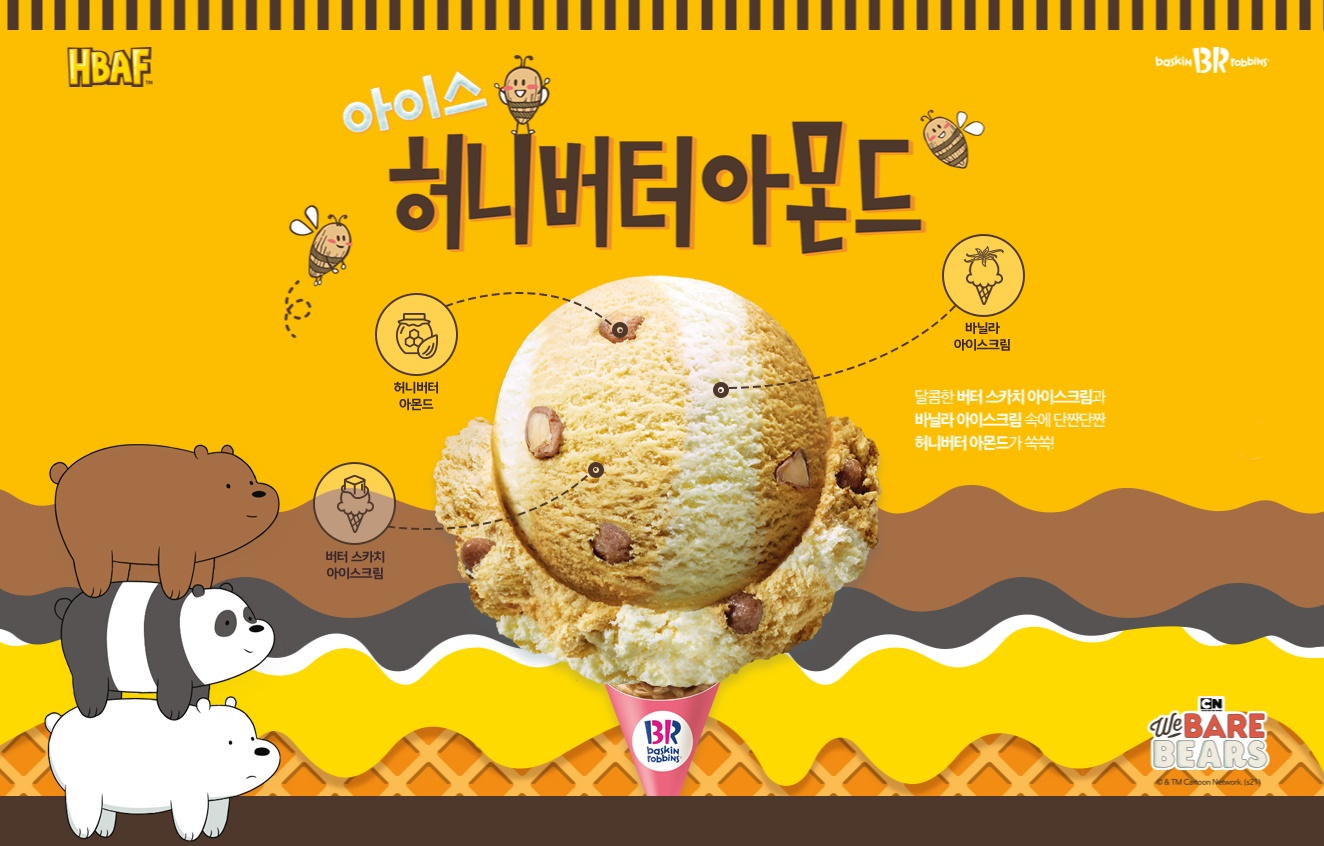 HBAF™
baskin BR robbins
아이스
허니버터아몬드
허니버터
아몬드
바닐라
아이스크림
달콤한 버터 스카치 아이스크림과
바닐라 아이스크림 속에 단짠단짠
허니버터 아몬드가 쏙쏙!
버터 스카치
아이스크림
BR
baskin
robbins
CN
We BARE
BEARS
© & TM Cartoon Network. (s21)